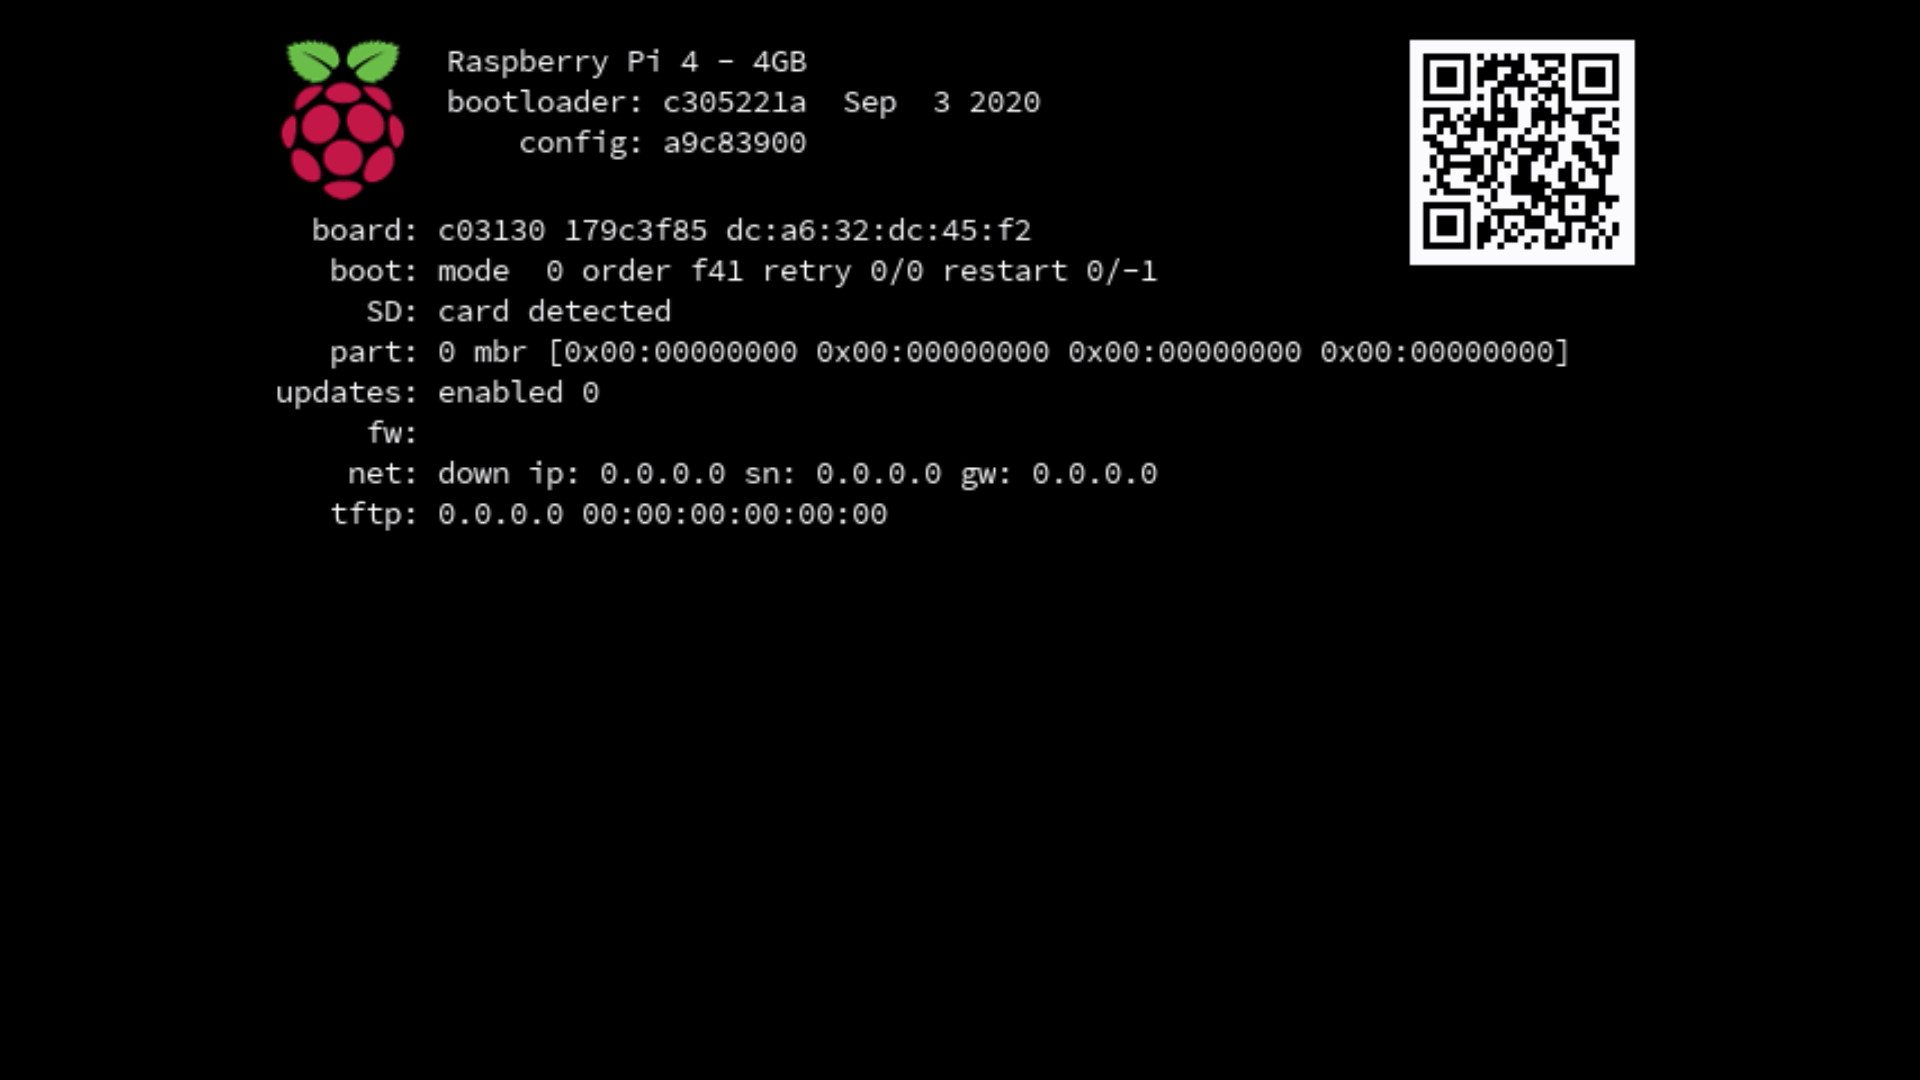 Raspberry Pi 4 - 4GB
bootloader: c305221a  Sep  3 2020
config: a9c83900
board: c03130 179c3f85 dc:a6:32:dc:45:f2
boot: mode  0 order f41 retry 0/0 restart 0/-1
SD: card detected
part: 0 mbr [0x00:00000000 0x00:00000000 0x00:00000000 0x00:00000000]
updates: enabled 0
fw:
net: down ip: 0.0.0.0 sn: 0.0.0.0 gw: 0.0.0.0
tftp: 0.0.0.0 00:00:00:00:00:00